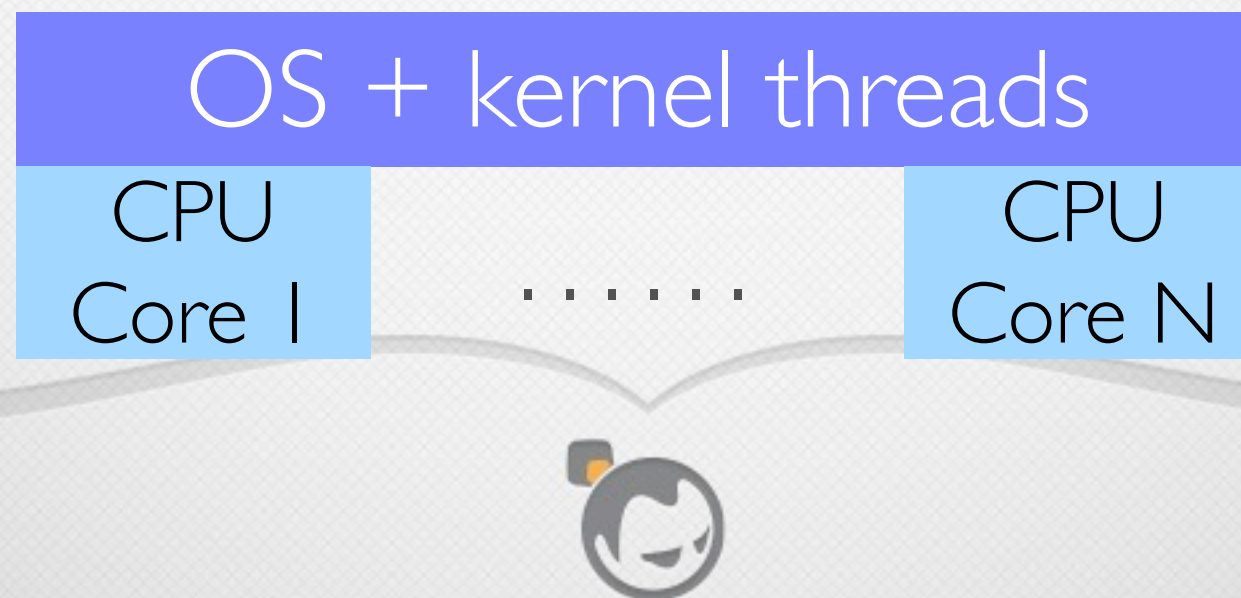 OS + kernel threads
CPU
Core 1
......
CPU
Core N